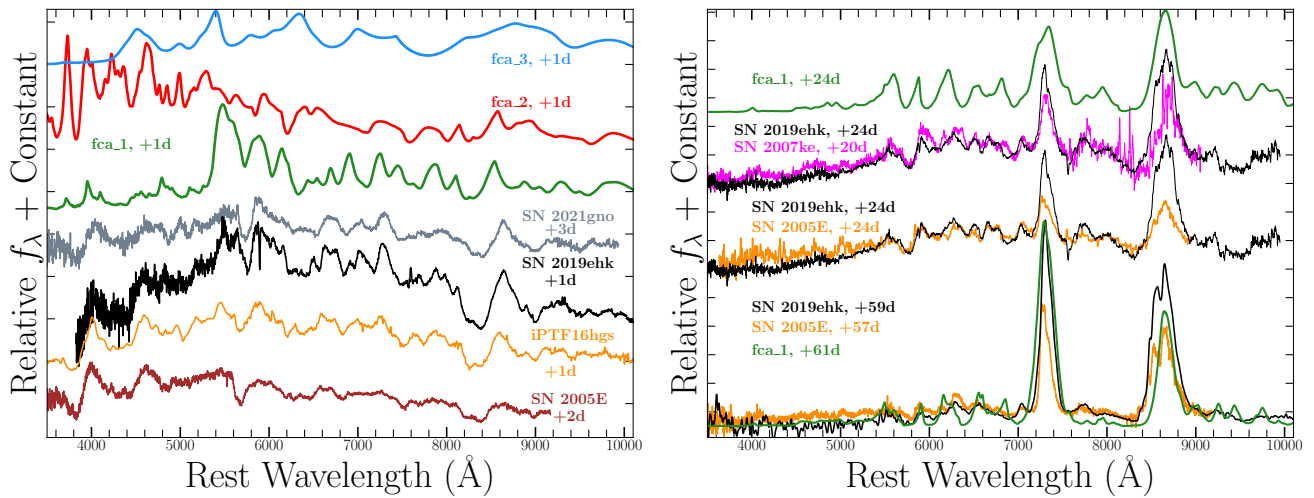 Relative fλ + Constant
fca_3, +1d
fca_2, +1d
fca_1, +1d
SN 2021gno
+3d
SN 2019ehk
+1d
iPTF16hgs
+1d
SN 2005E
+2d
4000 5000 6000 7000 8000 9000 10000
Rest Wavelength (Å)
Relative fλ + Constant
fca_1, +24d
SN 2019ehk, +24d
SN 2007ke, +20d
SN 2019ehk, +24d
SN 2005E, +24d
SN 2019ehk, +59d
SN 2005E, +57d
fca_1, +61d
4000 5000 6000 7000 8000 9000 10000
Rest Wavelength (Å)